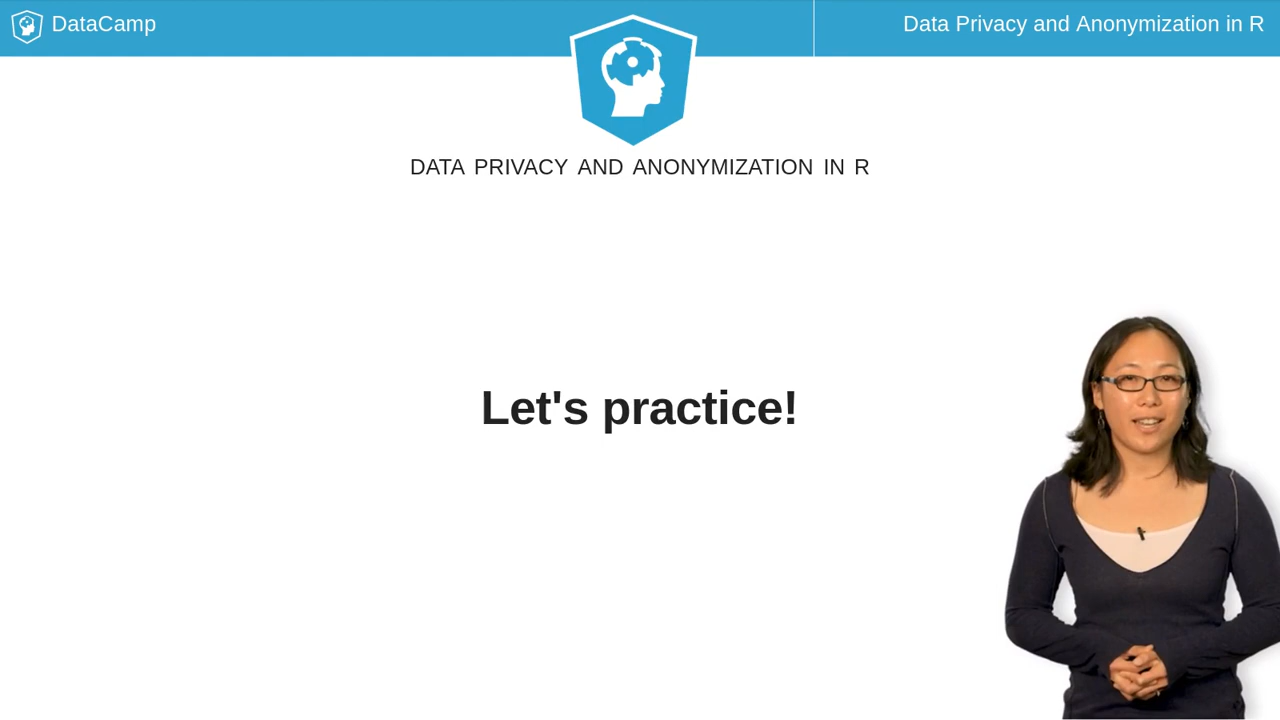 DataCamp
Data Privacy and Anonymization in R
DATA PRIVACY AND ANONYMIZATION IN R
Let's practice!